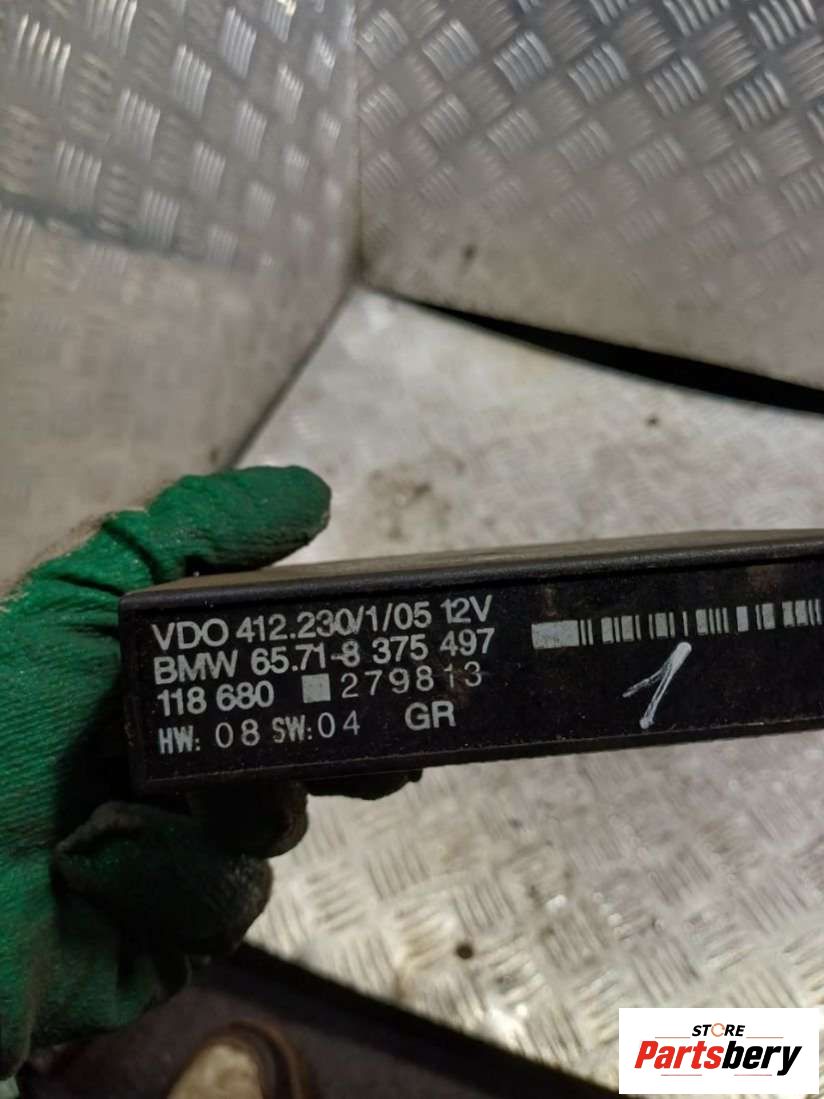 VDO 412.230/1/05 12V
BMW 65.71-8 375 497
118 680 279813
HW: 08 SW: 04 GR
1
STORE
Partsbery